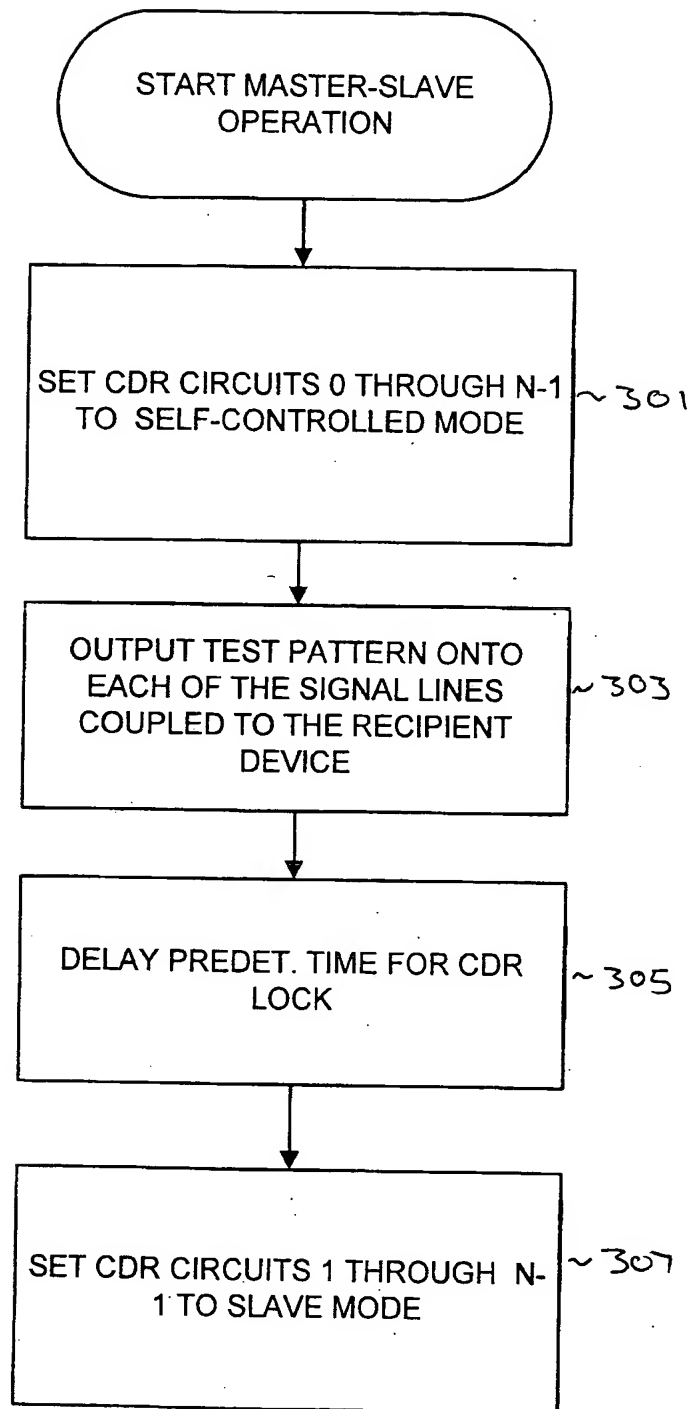 START MASTER-SLAVE
OPERATION
SET CDR CIRCUITS 0 THROUGH N-1
TO SELF-CONTROLLED MODE
~301
OUTPUT TEST PATTERN ONTO
EACH OF THE SIGNAL LINES
COUPLED TO THE RECIPIENT
DEVICE
~303
DELAY PREDET. TIME FOR CDR
LOCK
~305
SET CDR CIRCUITS 1 THROUGH N-
1 TO SLAVE MODE
~307